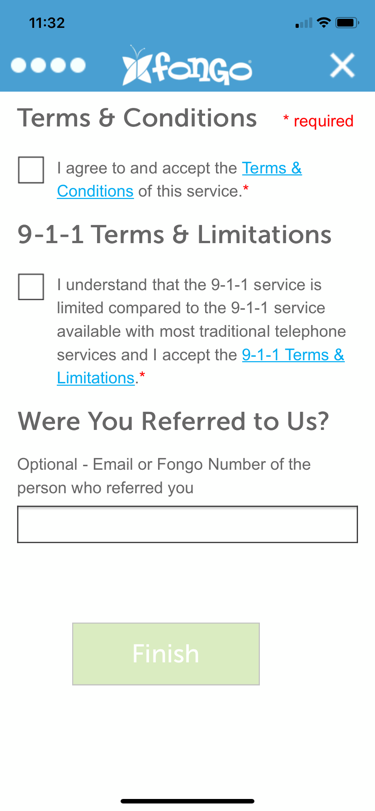 11:32
fongo
Terms & Conditions * required
I agree to and accept the Terms &
Conditions of this service.*
9-1-1 Terms & Limitations
I understand that the 9-1-1 service is
limited compared to the 9-1-1 service
available with most traditional telephone
services and I accept the 9-1-1 Terms &
Limitations.*
Were You Referred to Us?
Optional - Email or Fongo Number of the
person who referred you
Finish